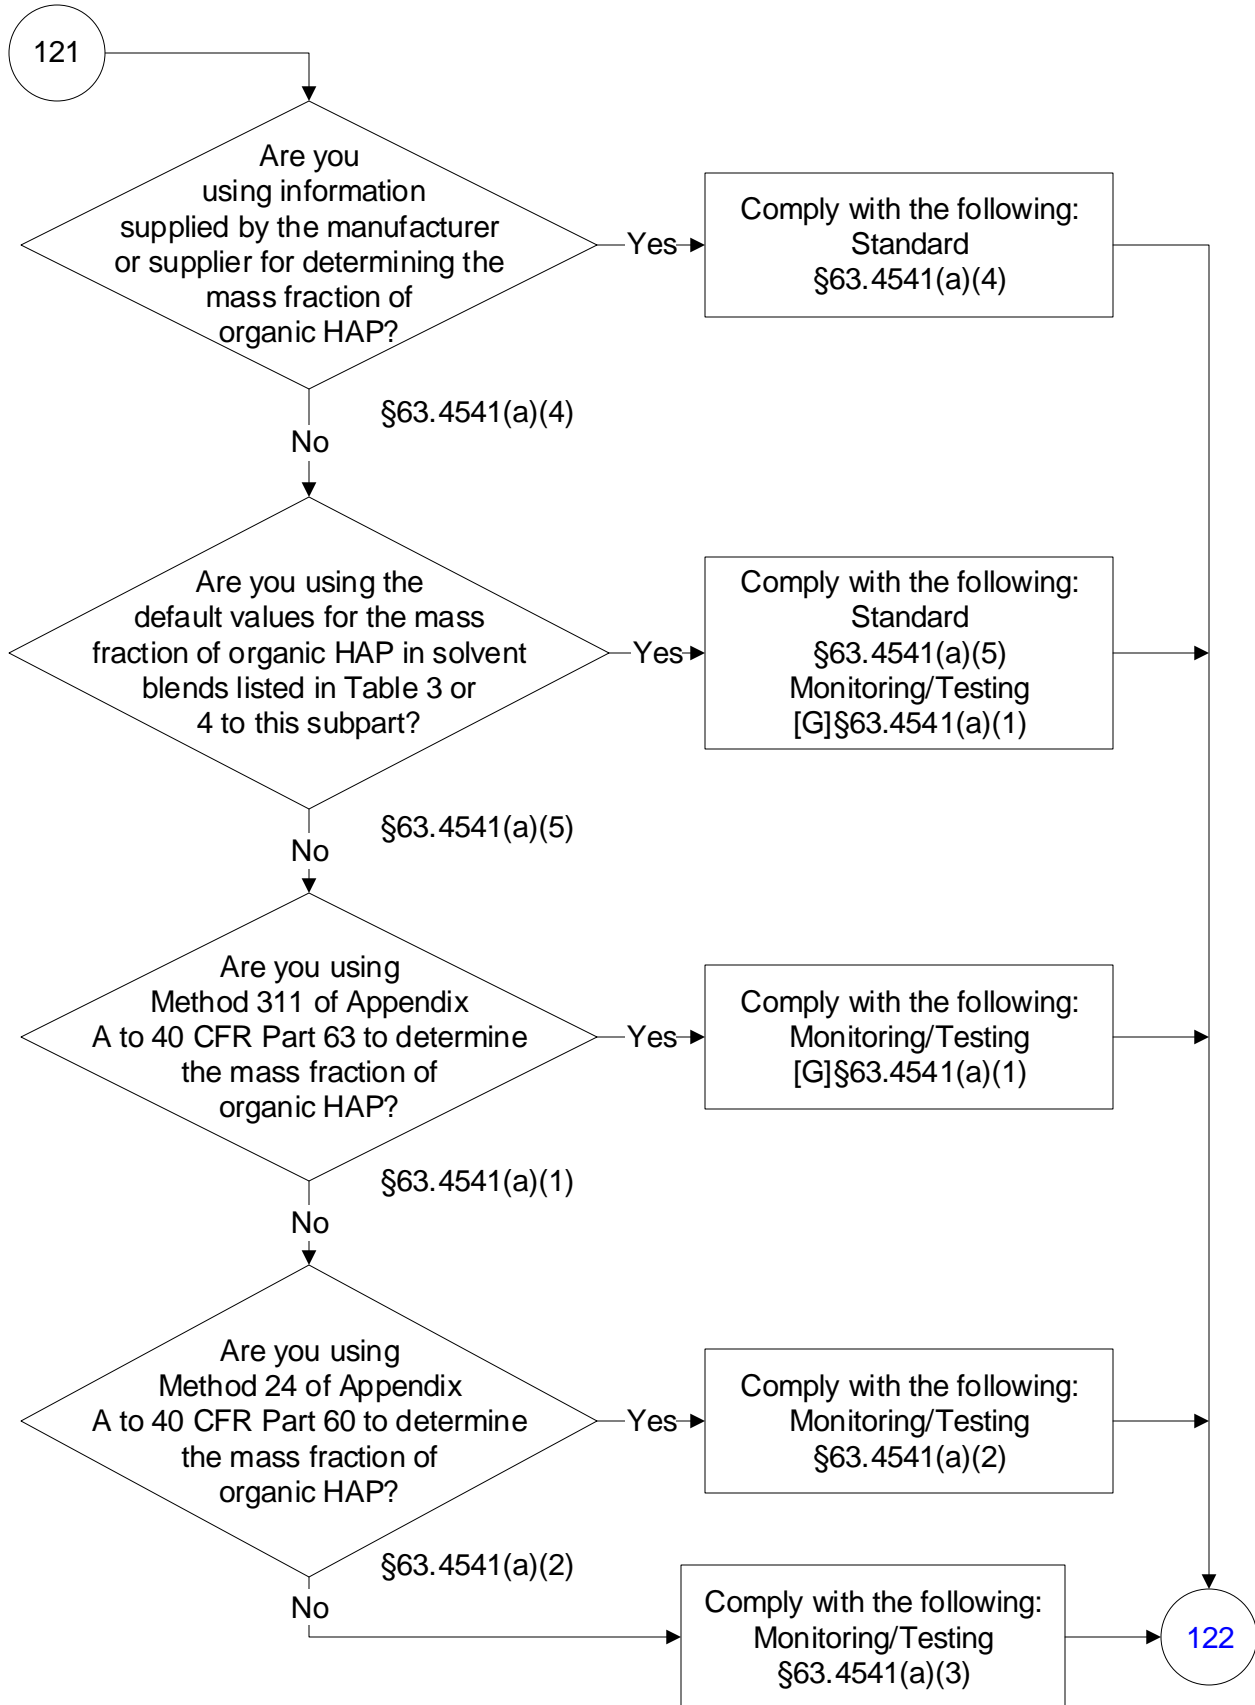 121
Are you
using information
supplied by the manufacturer
or supplier for determining the
mass fraction of
organic HAP?
Yes
Comply with the following:
Standard
§63.4541(a)(4)
§63.4541(a)(4)
No
Are you using the
default values for the mass
fraction of organic HAP in solvent
blends listed in Table 3 or
4 to this subpart?
Yes
Comply with the following:
Standard
§63.4541(a)(5)
Monitoring/Testing
[G]§63.4541(a)(1)
§63.4541(a)(5)
No
Are you using
Method 311 of Appendix
A to 40 CFR Part 63 to determine
the mass fraction of
organic HAP?
Yes
Comply with the following:
Monitoring/Testing
[G]§63.4541(a)(1)
§63.4541(a)(1)
No
Are you using
Method 24 of Appendix
A to 40 CFR Part 60 to determine
the mass fraction of
organic HAP?
Yes
Comply with the following:
Monitoring/Testing
§63.4541(a)(2)
§63.4541(a)(2)
No
Comply with the following:
Monitoring/Testing
§63.4541(a)(3)
122